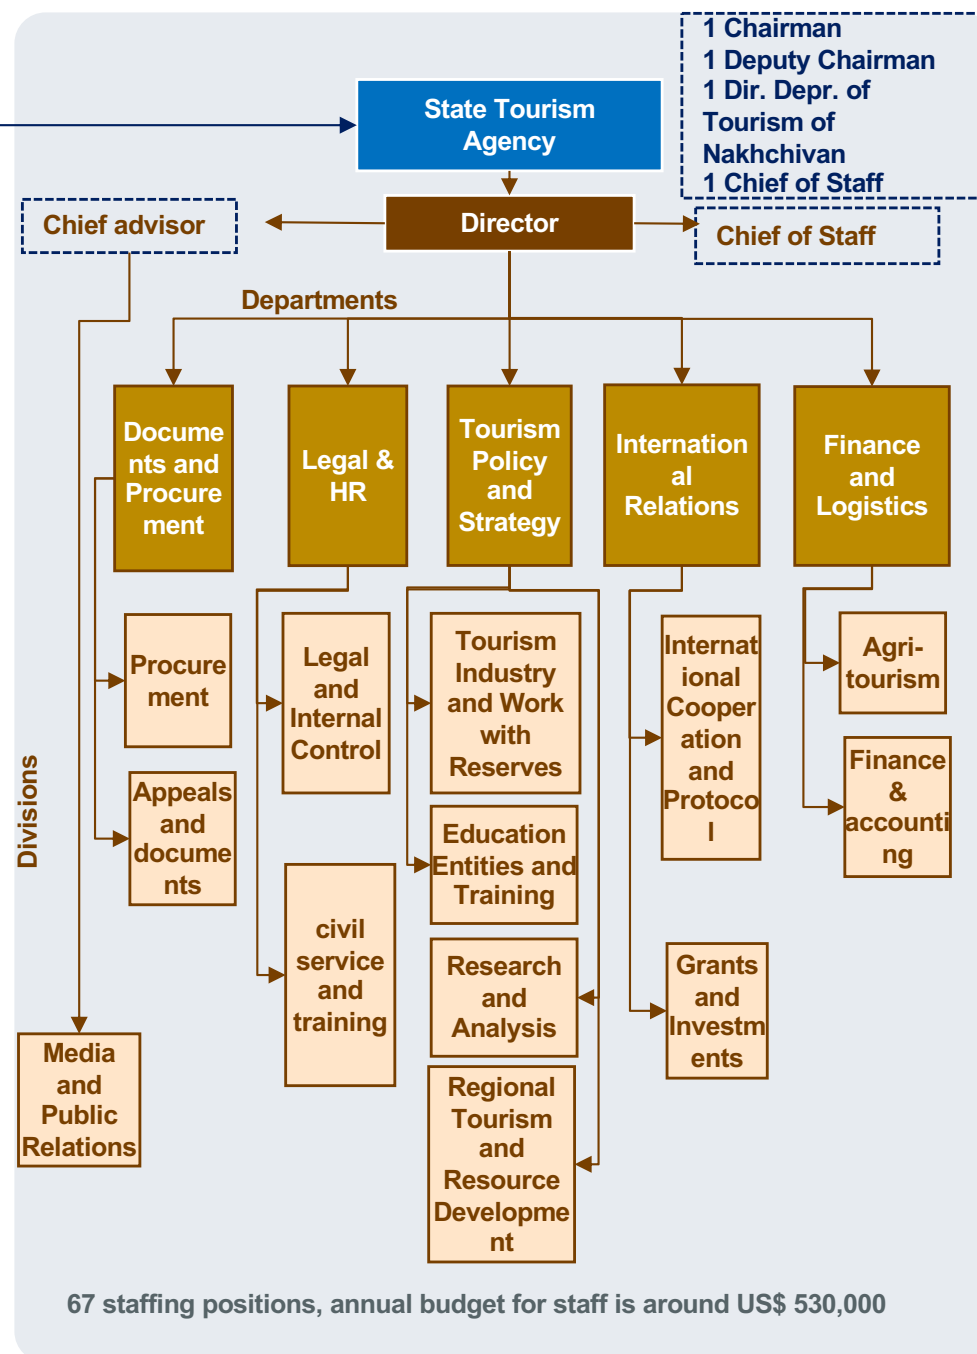 1 Chairman
1 Deputy Chairman
1 Dir. Depr. of
Tourism of
Nakhchivan
1 Chief of Staff
State Tourism
Agency
Chief advisor
Director
Chief of Staff
Departments
Docume
nts and
Procure
ment
Legal &
HR
Tourism
Policy
and
Strategy
Internation
al
Relations
Finance
and
Logistics
Divisions
Procure
ment
Appeals
and
docume
nts
Media
and
Public
Relations
Legal
and
Internal
Control
civil
service
and
training
Tourism
Industry
and Work
with
Reserves
Education
Entities and
Training
Research
and
Analysis
Regional
Tourism
and
Resource
Developme
nt
Internat
ional
Cooper
ation
and
Protoco
l
Grants
and
Investm
ents
Agri-
tourism
Finance
&
accounti
ng
67 staffing positions, annual budget for staff is around US$ 530,000